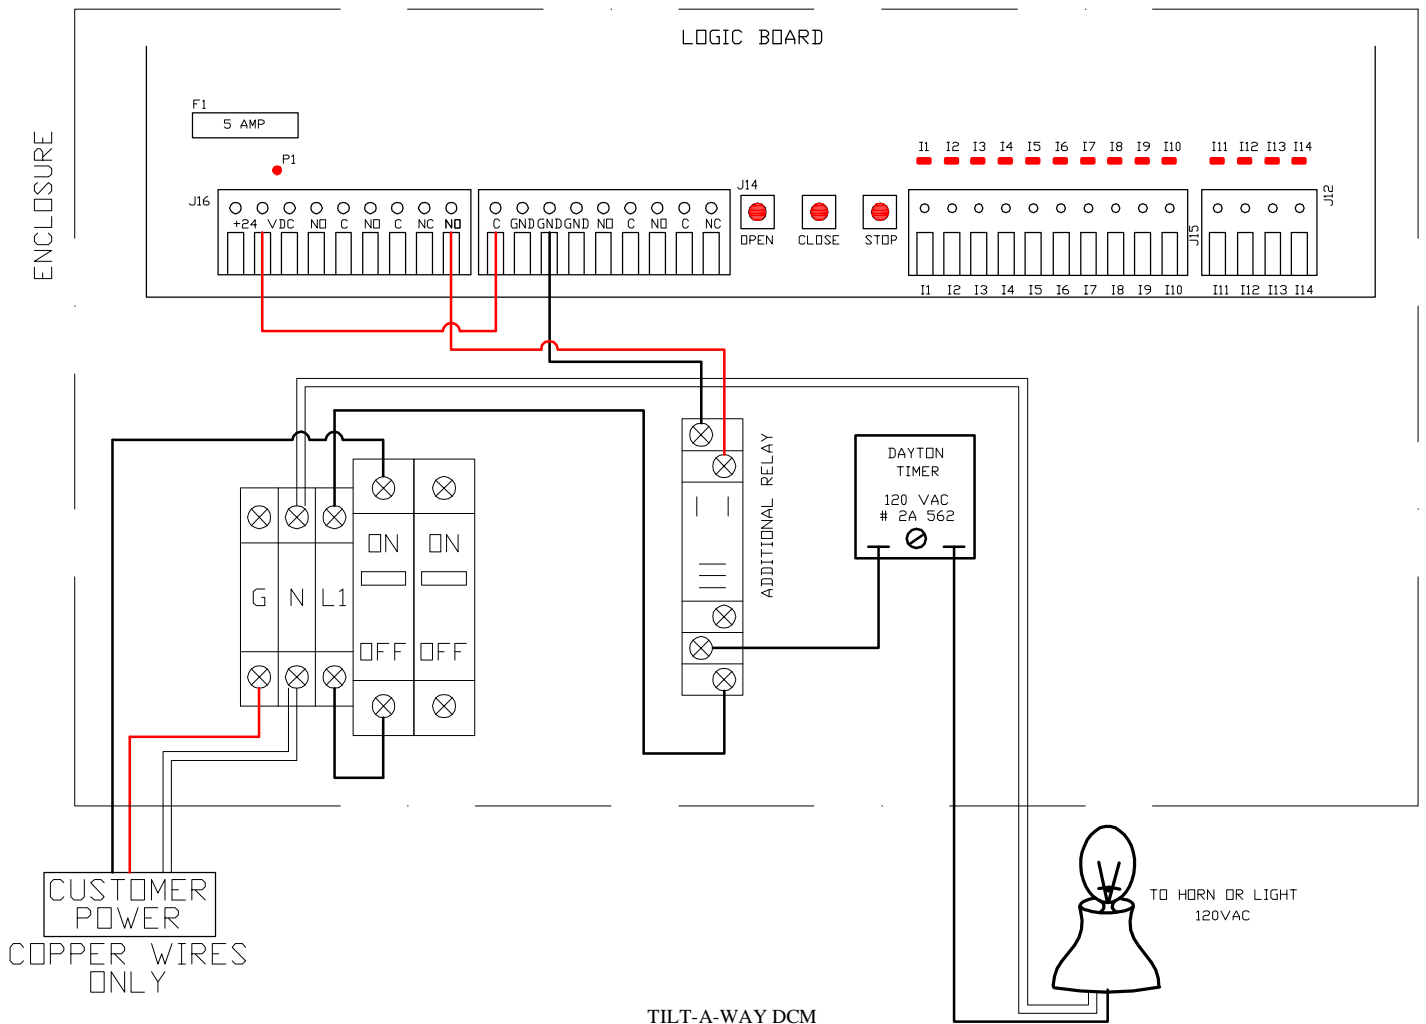 LOGIC BOARD
ENCLOSURE
F1
5 AMP
P1
J16
+24 VDC NO C NO C NC NO
C GND GND GND NO C NO C NC
J14
OPEN CLOSE STOP
I1 I2 I3 I4 I5 I6 I7 I8 I9 I10
I11 I12 I13 I14
J12
J15
I1 I2 I3 I4 I5 I6 I7 I8 I9 I10
I11 I12 I13 I14
ADDITIONAL RELAY
DAYTON
TIMER
120 VAC
# 2A 562
ON ON
G N L1
OFF OFF
CUSTOMER
POWER
COPPER WIRES
ONLY
TO HORN OR LIGHT
120VAC
TILT-A-WAY DCM